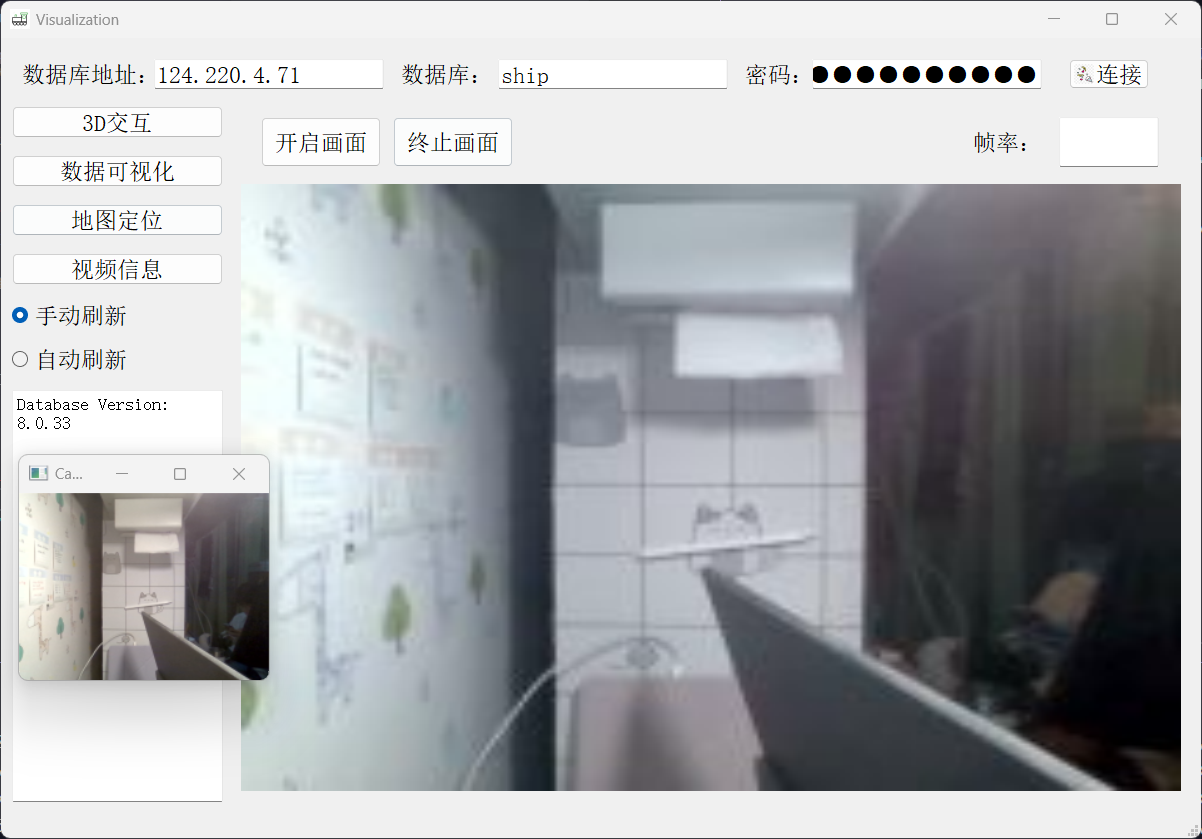 Visualization
数据库地址: 124.220.4.71 数据库: ship 密码: ●●●●●●●●●● 连接
3D交互
开启画面 终止画面 帧率:
数据可视化
地图定位
视频信息
手动刷新
自动刷新
Database Version:
8.0.33
Ca...